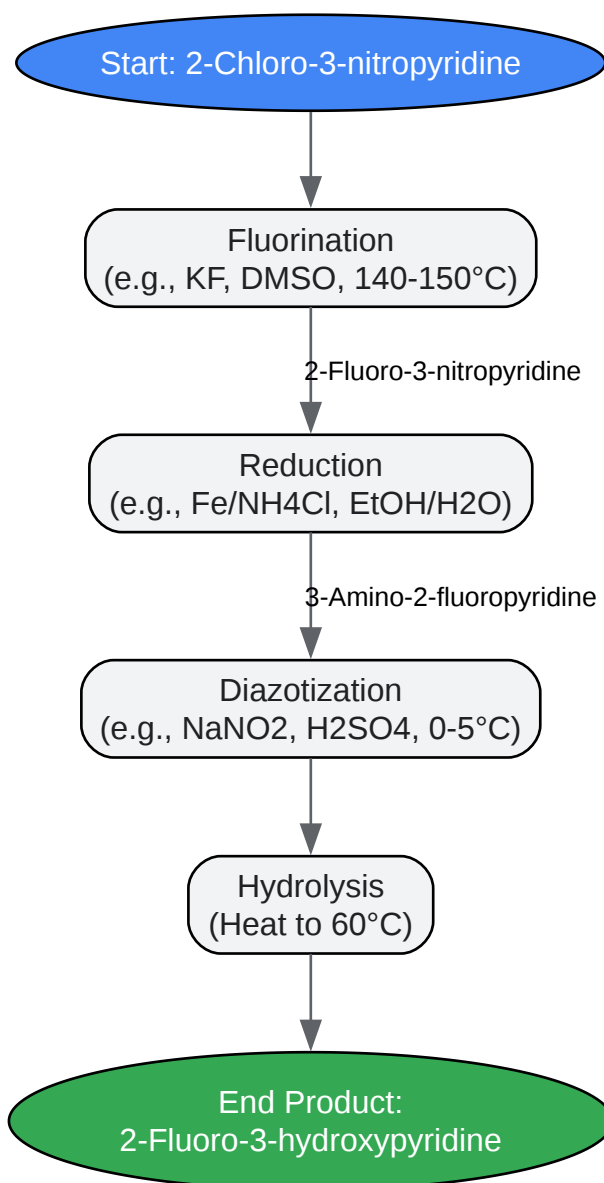 Start: 2-Chloro-3-nitropyridine
Fluorination
(e.g., KF, DMSO, 140-150°C)
2-Fluoro-3-nitropyridine
Reduction
(e.g., Fe/NH4Cl, EtOH/H2O)
3-Amino-2-fluoropyridine
Diazotization
(e.g., NaNO2, H2SO4, 0-5°C)
Hydrolysis
(Heat to 60°C)
End Product:
2-Fluoro-3-hydroxypyridine